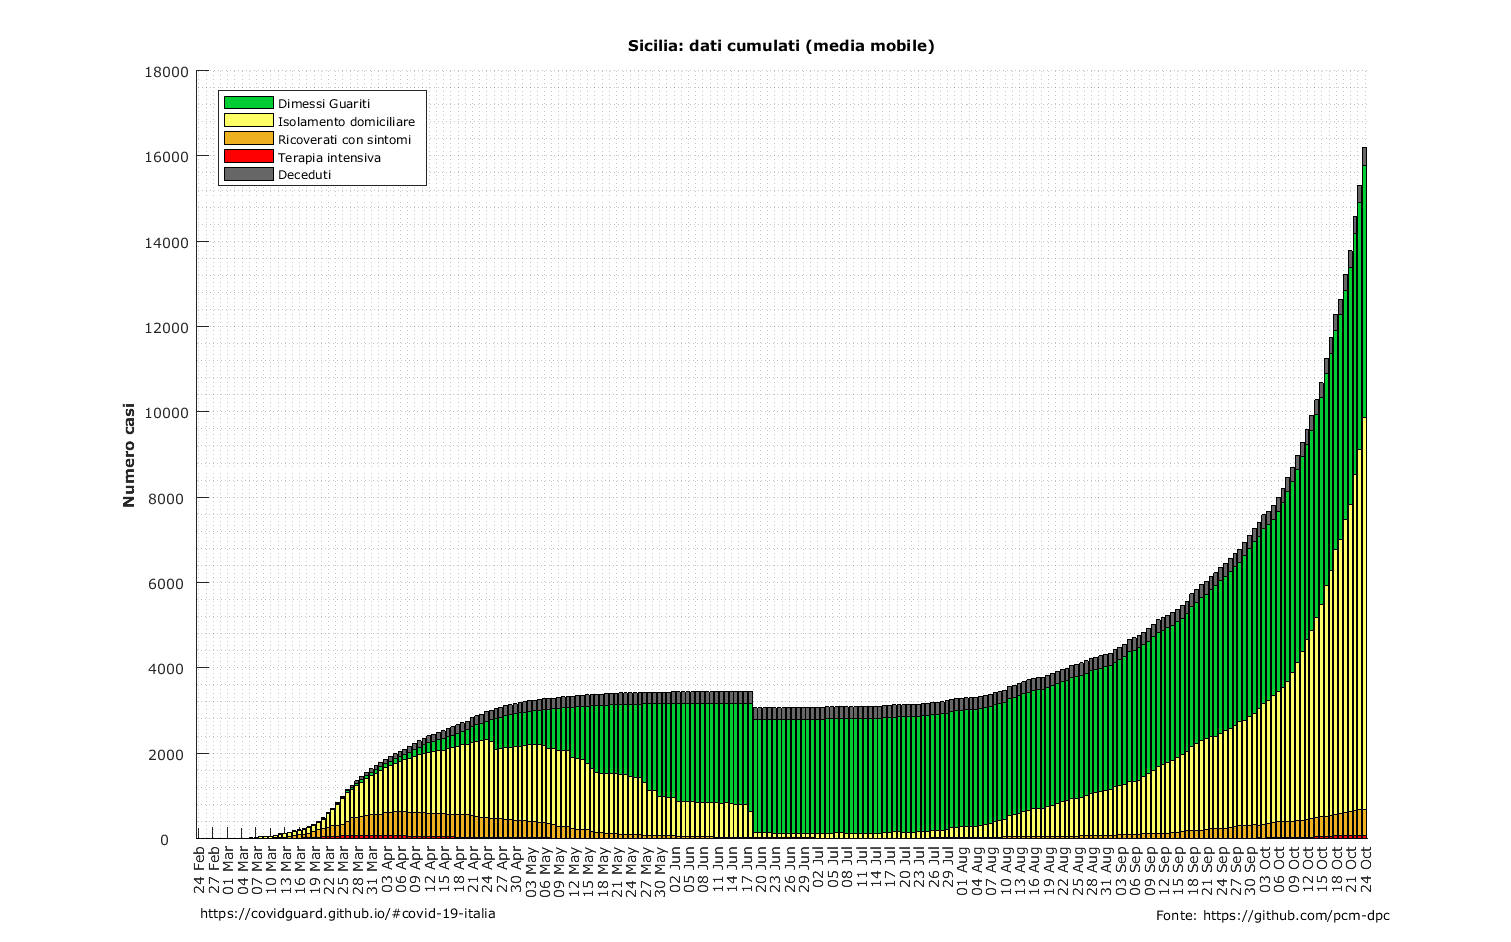 Sicilia: dati cumulati (media mobile)
18000
16000
14000
12000
10000
8000
6000
4000
2000
0
Numero casi
Dimessi Guariti
Isolamento domiciliare
Ricoverati con sintomi
Terapia intensiva
Deceduti
24 Feb
27 Feb
01 Mar
04 Mar
07 Mar
10 Mar
13 Mar
16 Mar
19 Mar
22 Mar
25 Mar
28 Mar
31 Mar
03 Apr
06 Apr
09 Apr
12 Apr
15 Apr
18 Apr
21 Apr
24 Apr
27 Apr
30 Apr
03 May
06 May
09 May
12 May
15 May
18 May
21 May
24 May
27 May
30 May
02 Jun
05 Jun
08 Jun
11 Jun
14 Jun
17 Jun
20 Jun
23 Jun
26 Jun
29 Jun
02 Jul
05 Jul
08 Jul
11 Jul
14 Jul
17 Jul
20 Jul
23 Jul
26 Jul
29 Jul
01 Aug
04 Aug
07 Aug
10 Aug
13 Aug
16 Aug
19 Aug
22 Aug
25 Aug
28 Aug
31 Aug
03 Sep
06 Sep
09 Sep
12 Sep
15 Sep
18 Sep
21 Sep
24 Sep
27 Sep
30 Sep
03 Oct
06 Oct
09 Oct
12 Oct
15 Oct
18 Oct
21 Oct
24 Oct
https://covidguard.github.io/#covid-19-italia
Fonte: https://github.com/pcm-dpc